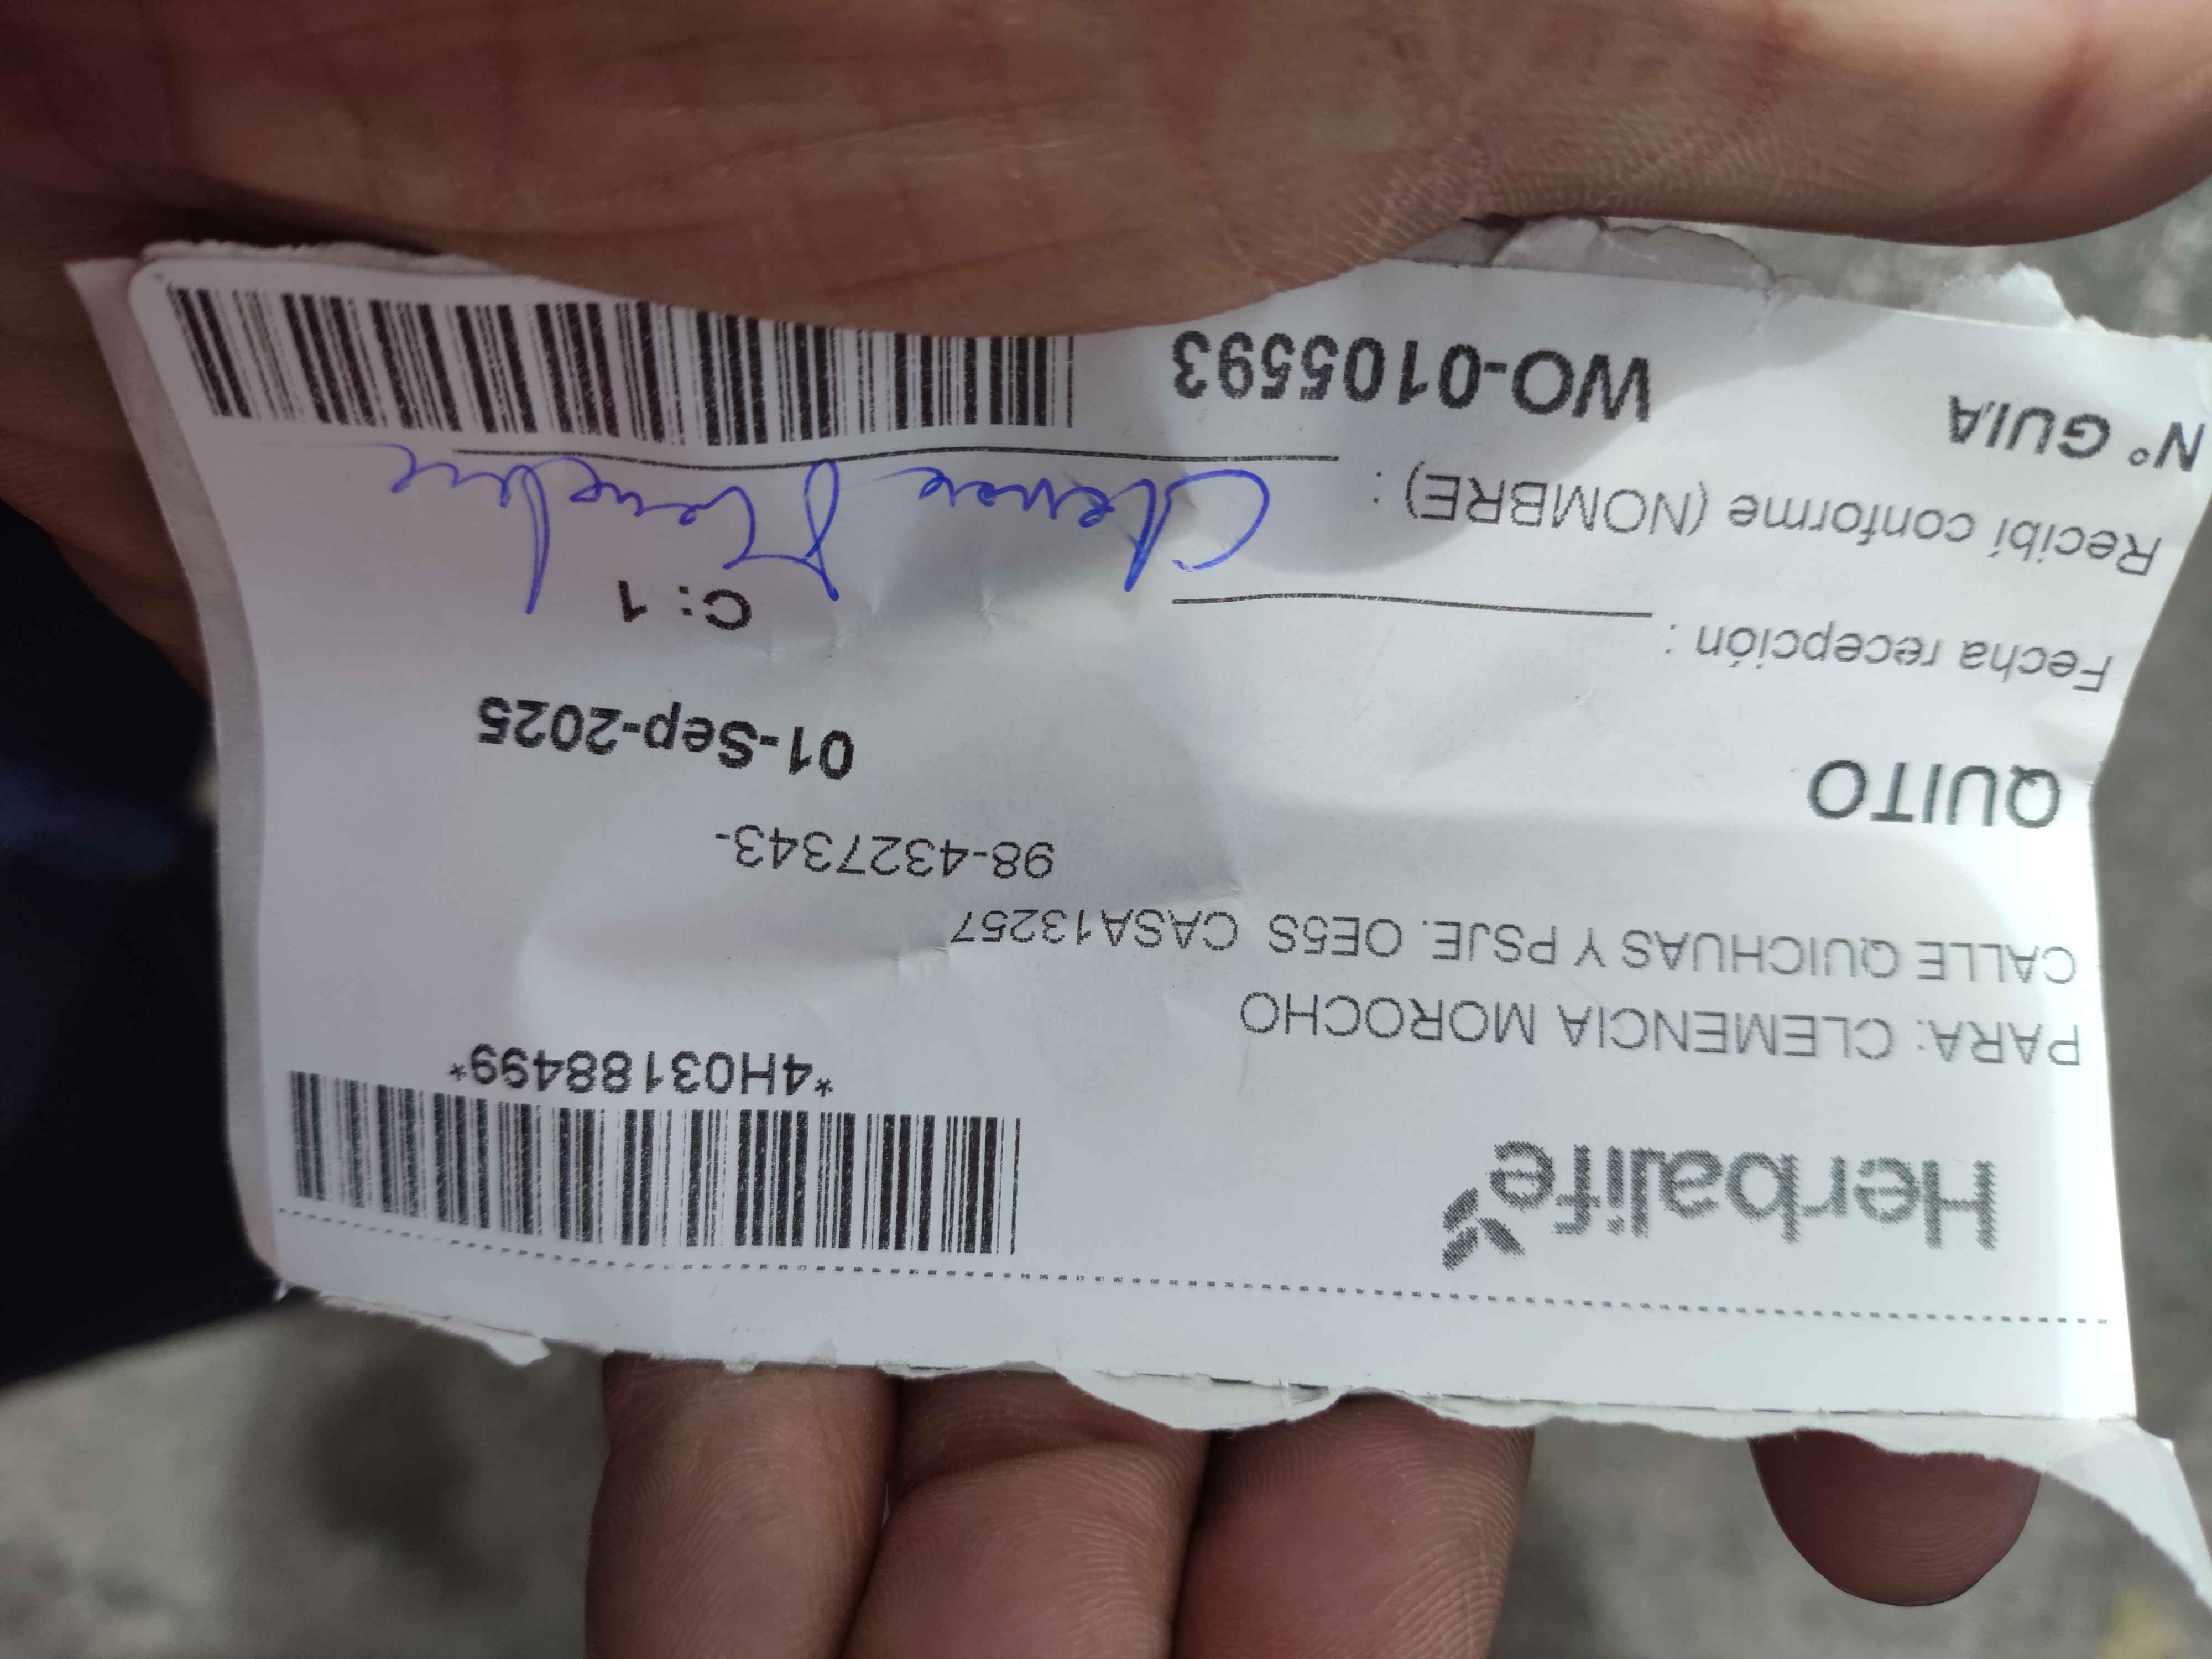 Herbalife
*4H03188499*
PARA: CLEMENCIA MOROCHO
CALLE QUICHUAS Y PSJE. OE5S CASA13257
98-4327343-
QUITO
01-Sep-2025
Fecha recepción :
C: 1
Recibí conforme (NOMBRE) :
N° GUIA WO-0105593